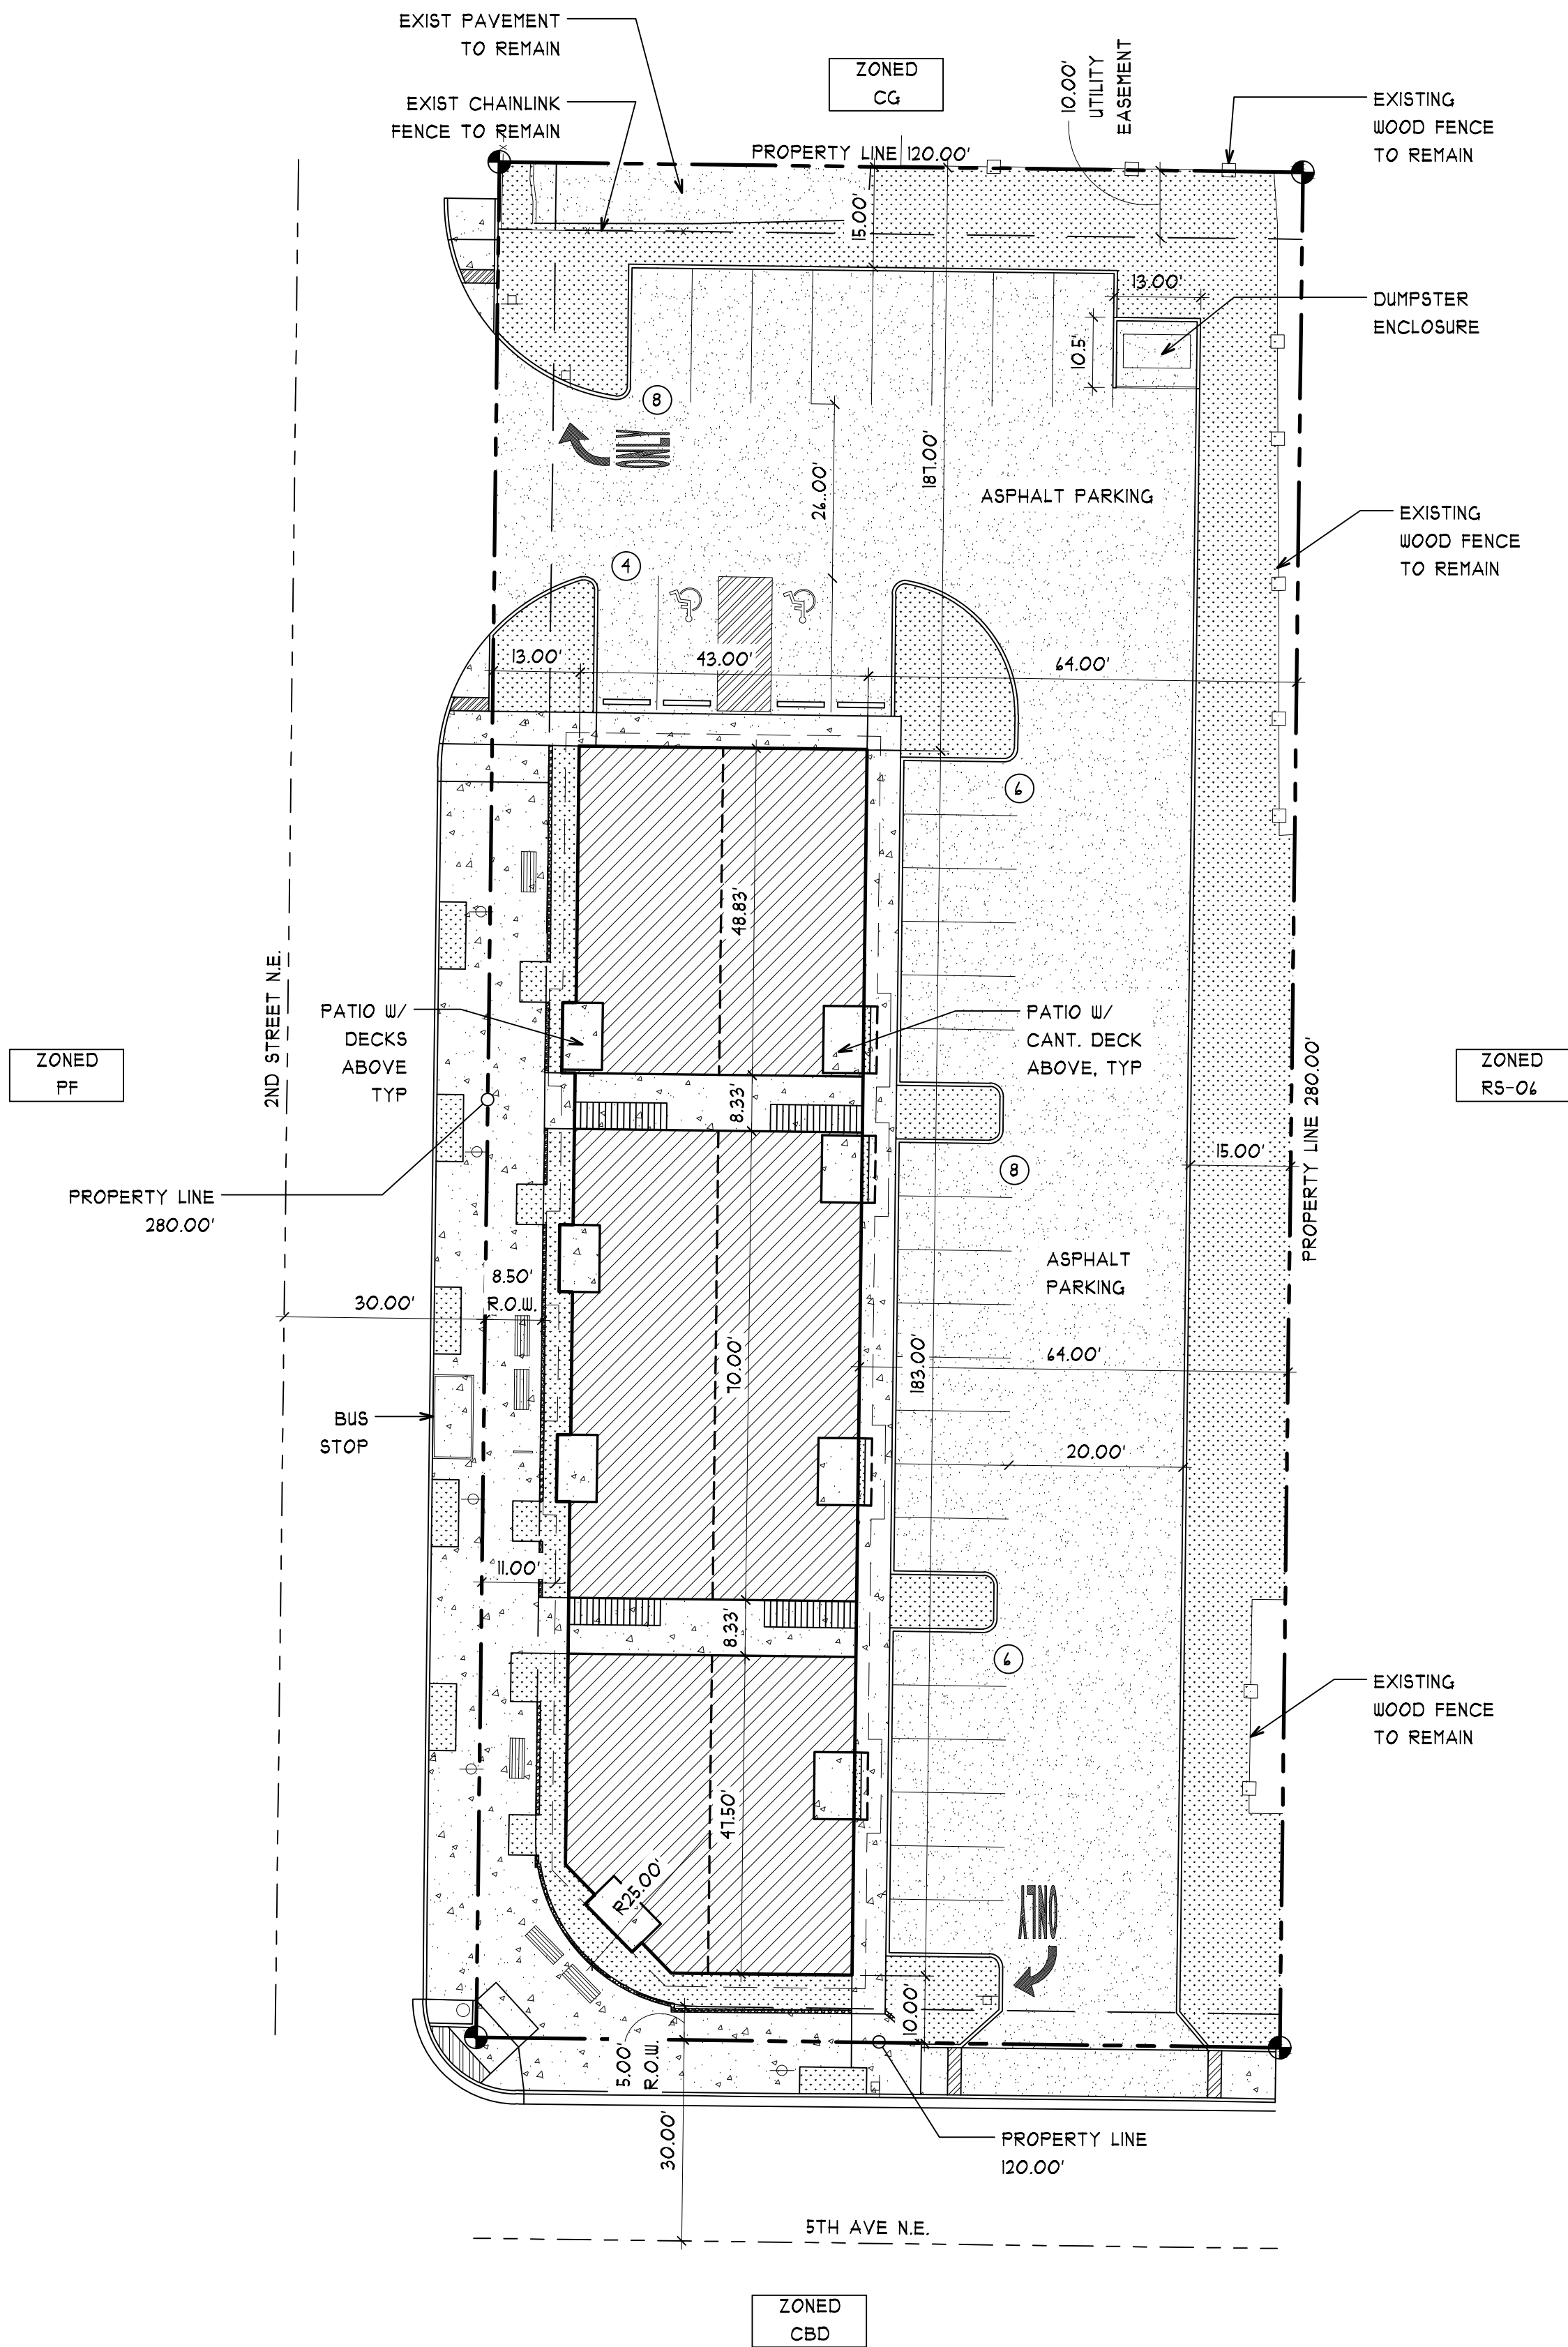 EXIST PAVEMENT
TO REMAIN
ZONED
CG
10.00'
UTILITY
EASEMENT
EXIST CHAINLINK
FENCE TO REMAIN
EXISTING
WOOD FENCE
TO REMAIN
PROPERTY LINE 120.00'
15.00'
13.00'
DUMPSTER
ENCLOSURE
10.5'
8
ONLY
187.00'
26.00'
ASPHALT PARKING
EXISTING
WOOD FENCE
TO REMAIN
4
13.00'
43.00'
64.00'
6
48.83'
2ND STREET N.E.
PATIO W/
DECKS
ABOVE
TYP
PATIO W/
CANT. DECK
ABOVE, TYP
ZONED
PF
ZONED
RS-06
8.33'
PROPERTY LINE 280.00'
15.00'
8
PROPERTY LINE
280.00'
ASPHALT
PARKING
8.50'
R.O.W.
30.00'
70.00'
183.00'
64.00'
BUS
STOP
20.00'
11.00'
8.33'
6
EXISTING
WOOD FENCE
TO REMAIN
47.50'
R25.00'
ONLY
10.00'
5.00'
R.O.W.
30.00'
PROPERTY LINE
120.00'
5TH AVE N.E.
ZONED
CBD